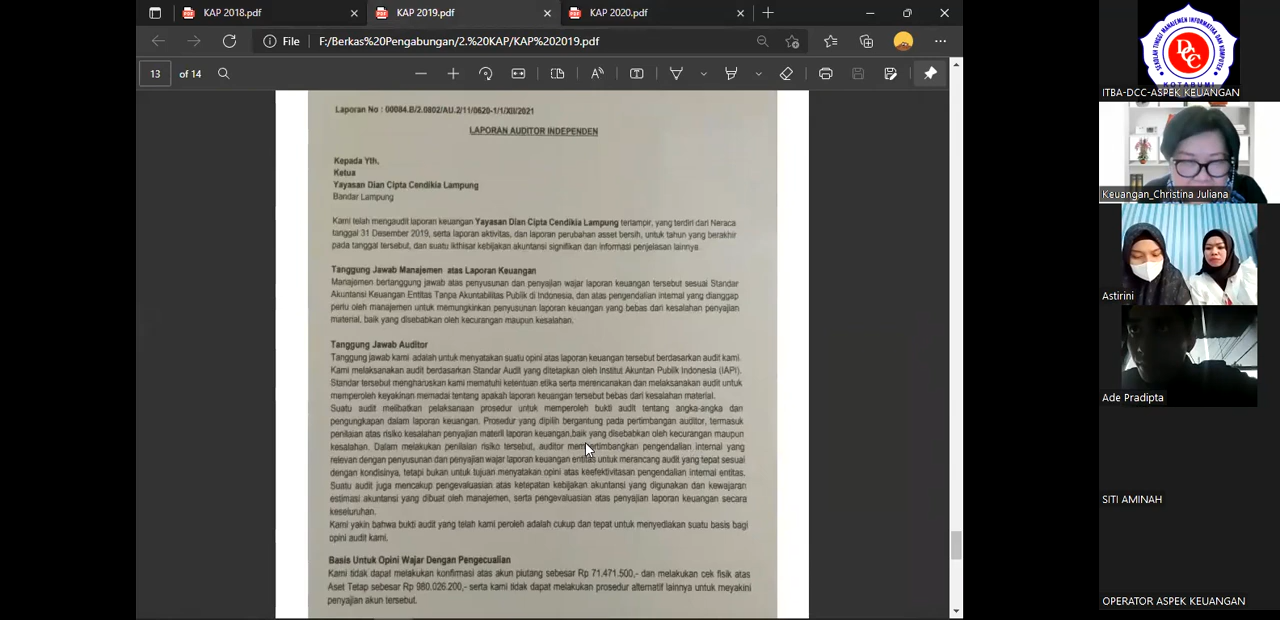 KAP 2018.pdf
KAP 2019.pdf
KAP 2020.pdf
File
F:/Berkas%20Pengabungan/2.%20KAP/KAP%202019.pdf
13 of 14
Laporan No : 00084.B/2.0802/AU.2/11/0620-1/1/XII/2021
LAPORAN AUDITOR INDEPENDEN
Kepada Yth.
Ketua
Yayasan Dian Cipta Cendikia Lampung
Bandar Lampung
Kami telah mengaudit laporan keuangan Yayasan Dian Cipta Cendikia Lampung terlampir, yang terdiri dari Neraca
tanggal 31 Desember 2019, serta laporan aktivitas, dan laporan perubahan asset bersih, untuk tahun yang berakhir
pada tanggal tersebut, dan suatu ikthisar kebijakan akuntansi signifikan dan informasi penjelasan lainnya.
Tanggung Jawab Manajemen atas Laporan Keuangan
Manajemen bertanggung jawab atas penyusunan dan penyajian wajar laporan keuangan tersebut sesuai Standar
Akuntansi Keuangan Entitas Tanpa Akuntabilitas Publik di Indonesia, dan atas pengendalian internal yang dianggap
perlu oleh manajemen untuk memungkinkan penyusunan laporan keuangan yang bebas dari kesalahan penyajian
material, baik yang disebabkan oleh kecurangan maupun kesalahan.
Tanggung Jawab Auditor
Tanggung jawab kami adalah untuk menyatakan suatu opini atas laporan keuangan tersebut berdasarkan audit kami.
Kami melaksanakan audit berdasarkan Standar Audit yang ditetapkan oleh Institut Akuntan Publik Indonesia (IAPI).
Standar tersebut mengharuskan kami mematuhi ketentuan etika serta merencanakan dan melaksanakan audit untuk
memperoleh keyakinan memadai tentang apakah laporan keuangan tersebut bebas dari kesalahan material.
Suatu audit melibatkan pelaksanaan prosedur untuk memperoleh bukti audit tentang angka-angka dan
pengungkapan dalam laporan keuangan. Prosedur yang dipilih bergantung pada pertimbangan auditor, termasuk
penilaian atas risiko kesalahan penyajian materil laporan keuangan,baik yang disebabkan oleh kecurangan maupun
kesalahan. Dalam melakukan penilaian risiko tersebut, auditor mempertimbangkan pengendalian internal yang
relevan dengan penyusunan dan penyajian wajar laporan keuangan entitas untuk merancang audit yang tepat sesuai
dengan kondisinya, tetapi bukan untuk tujuan menyatakan opini atas keefektivitasan pengendalian internal entitas.
Suatu audit juga mencakup pengevaluasian atas ketepatan kebijakan akuntansi yang digunakan dan kewajaran
estimasi akuntansi yang dibuat oleh manajemen, serta pengevaluasian atas penyajian laporan keuangan secara
keseluruhan.
Kami yakin bahwa bukti audit yang telah kami peroleh adalah cukup dan tepat untuk menyediakan suatu basis bagi
opini audit kami.
Basis Untuk Opini Wajar Dengan Pengecualian
Kami tidak dapat melakukan konfirmasi atas akun piutang sebesar Rp 71.471.500,- dan melakukan cek fisik atas
Aset Tetap sebesar Rp 980.026.200,- serta kami tidak dapat melakukan prosedur alternatif lainnya untuk meyakini
penyajian akun tersebut.
SEKOLAH TINGGI MANAJEMEN INFORMATIKA DAN KOMPUTER
DCC
KOTABUMI
ITBA-DCC-ASPEK KEUANGAN
Keuangan_Christina Juliana
Astirini
Ade Pradipta
SITI AMINAH
OPERATOR ASPEK KEUANGAN